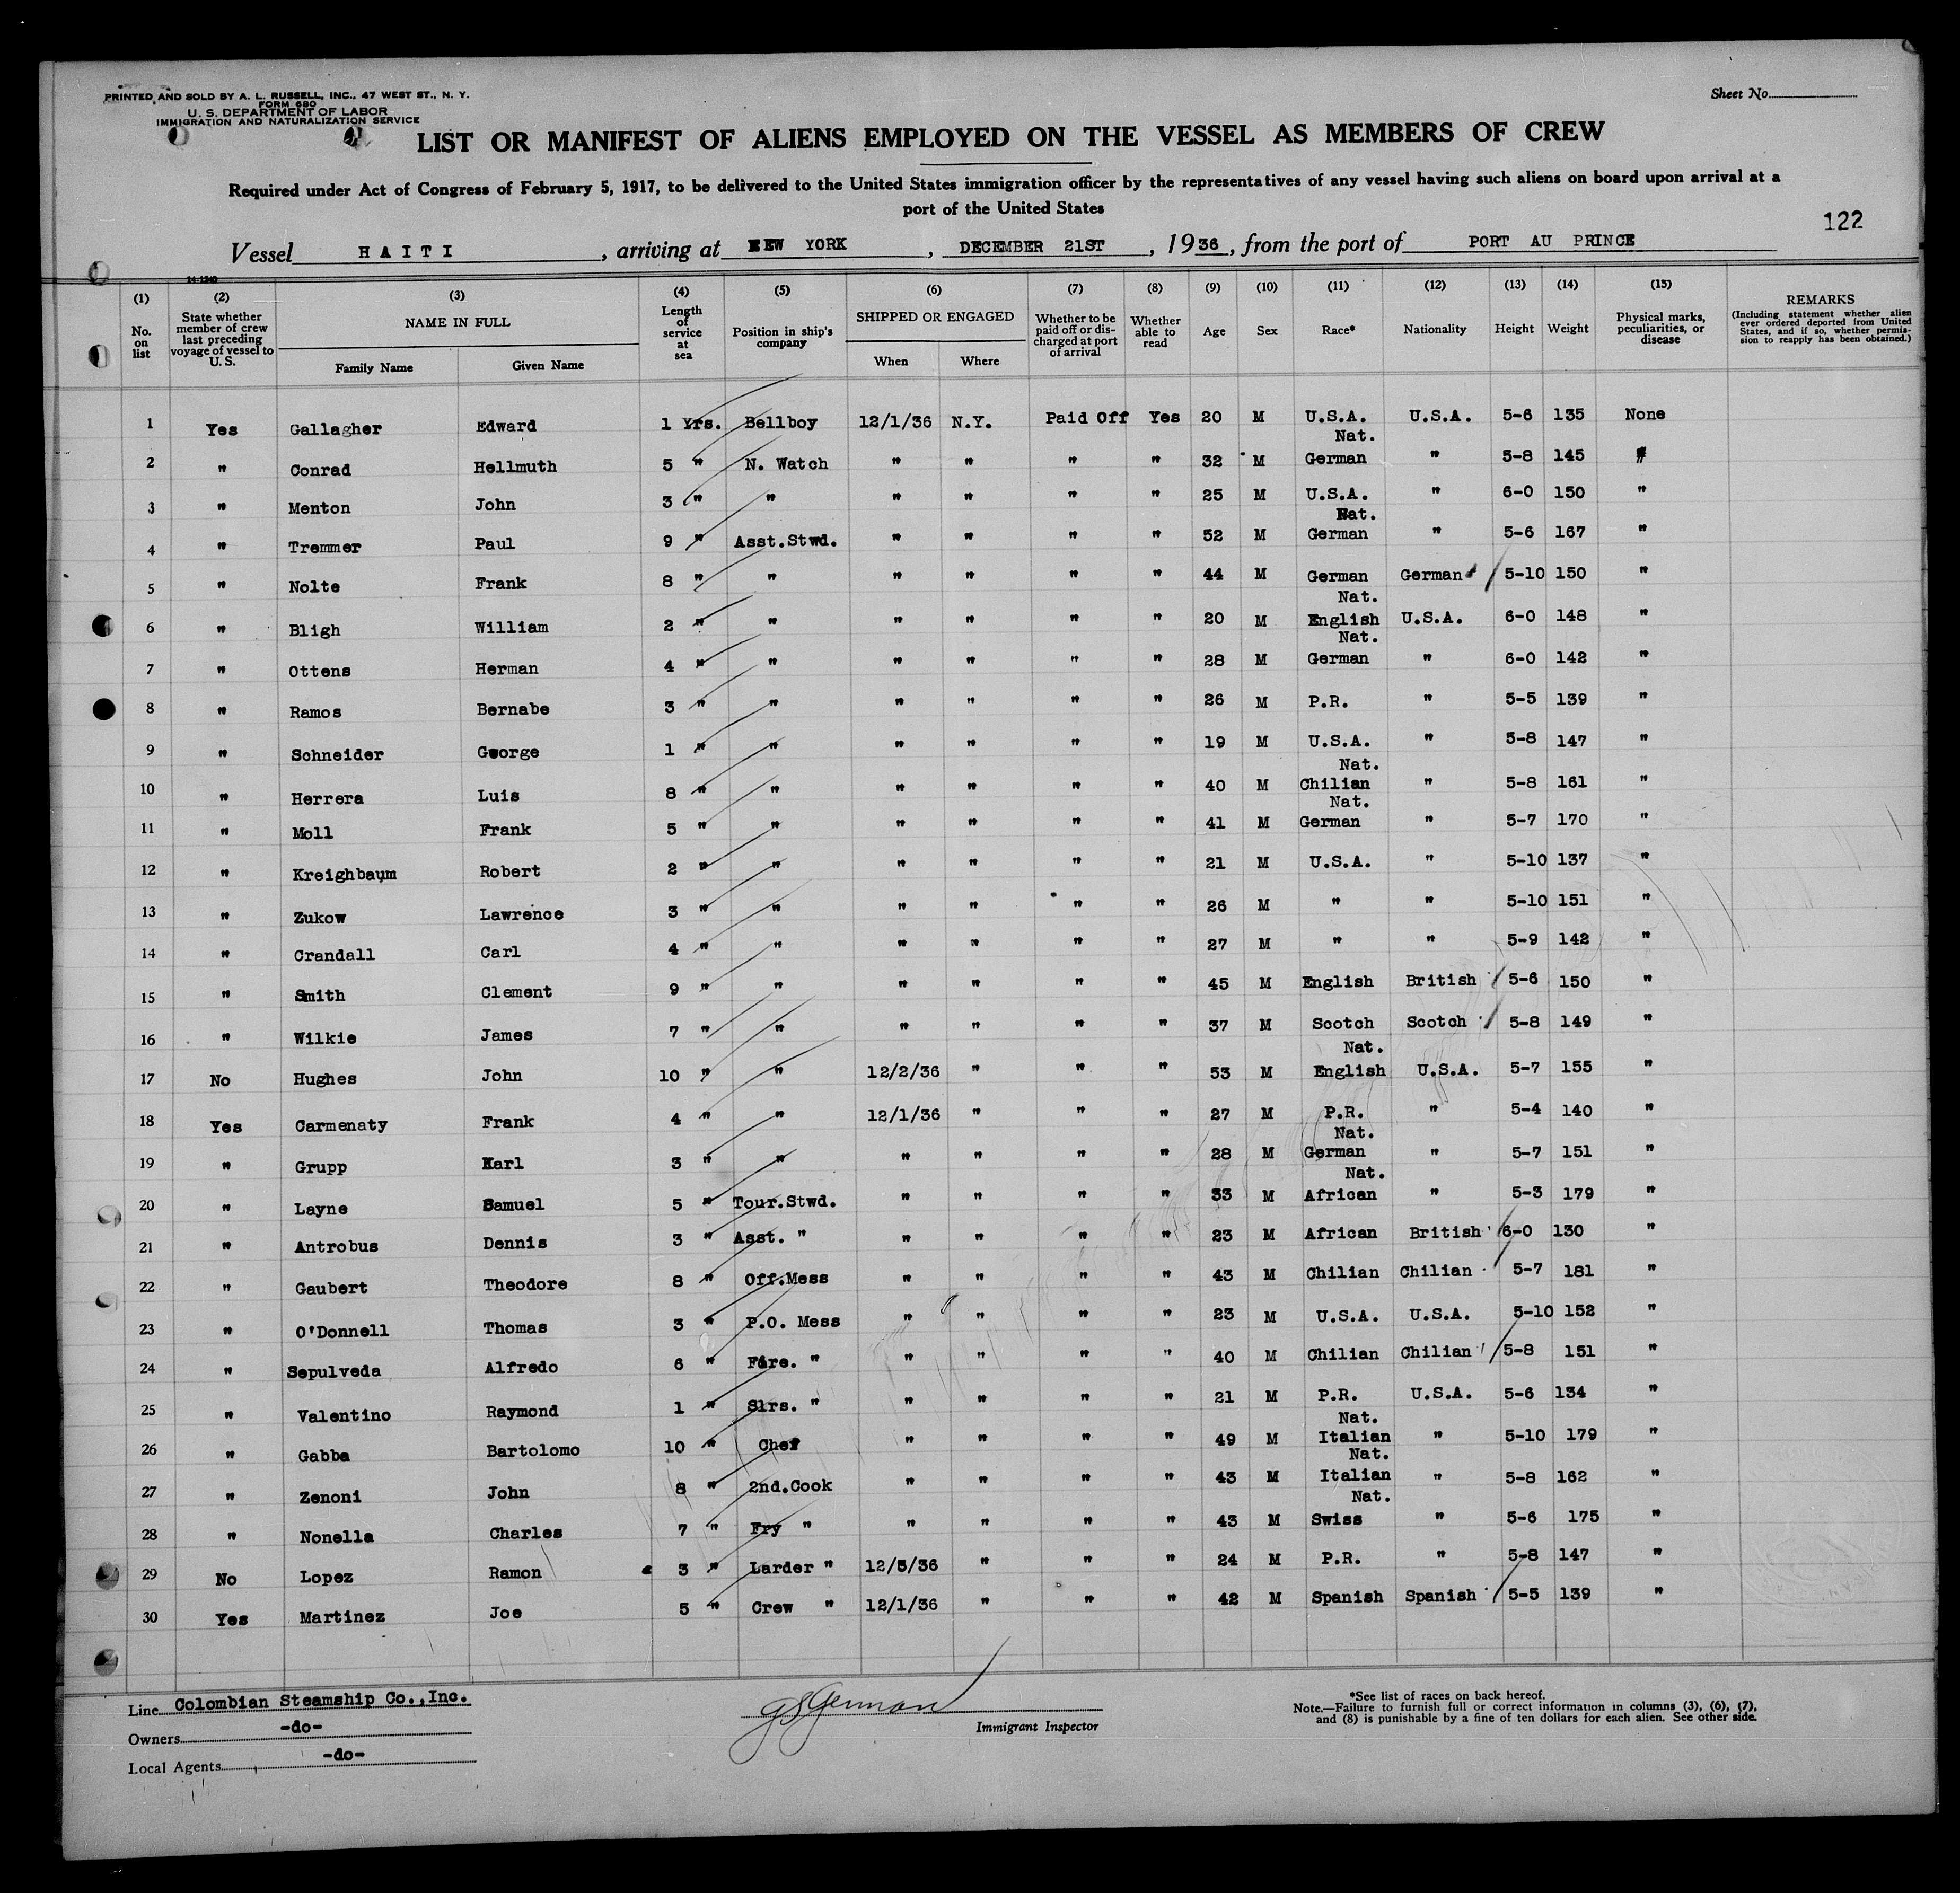 PRINTED AND SOLD BY A. L. RUSSELL, INC., 47 WEST ST., N. Y.
FORM 680
U. S. DEPARTMENT OF LABOR
IMMIGRATION AND NATURALIZATION SERVICE
Sheet No.
LIST OR MANIFEST OF ALIENS EMPLOYED ON THE VESSEL AS MEMBERS OF CREW
Required under Act of Congress of February 5, 1917, to be delivered to the United States immigration officer by the representatives of any vessel having such aliens on board upon arrival at a
port of the United States
122
Vessel HAITI, arriving at NEW YORK, DECEMBER 21ST, 1936, from the port of PORT AU PRINCE
14-1240
(1) No. on list
(2) State whether member of crew last preceding voyage of vessel to U. S.
(3) NAME IN FULL Family Name Given Name
(4) Length of service at sea
(5) Position in ship's company
(6) SHIPPED OR ENGAGED When Where
(7) Whether to be paid off or discharged at port of arrival
(8) Whether able to read
(9) Age
(10) Sex
(11) Race*
(12) Nationality
(13) Height
(14) Weight
(15) Physical marks, peculiarities, or disease
REMARKS (Including statement whether alien ever ordered deported from United States, and if so, whether permission to reapply has been obtained.)
1 Yes Gallagher Edward 1 Yrs. Bellboy 12/1/36 N.Y. Paid Off Yes 20 M U.S.A. U.S.A. 5-6 135 None
2 " Conrad Hellmuth 5 " N. Watch " " " " 32 M Nat. German " 5-8 145 "
3 " Menton John 3 " " " " " " 25 M U.S.A. " 6-0 150 "
4 " Tremmer Paul 9 " Asst.Stwd. " " " " 52 M Nat. German " 5-6 167 "
5 " Nolte Frank 8 " " " " " " 44 M German German 5-10 150 "
6 " Bligh William 2 " " " " " " 20 M Nat. English U.S.A. 6-0 148 "
7 " Ottens Herman 4 " " " " " " 28 M Nat. German " 6-0 142 "
8 " Ramos Bernabe 3 " " " " " " 26 M P.R. " 5-5 139 "
9 " Schneider George 1 " " " " " " 19 M U.S.A. " 5-8 147 "
10 " Herrera Luis 8 " " " " " " 40 M Nat. Chilian " 5-8 161 "
11 " Moll Frank 5 " " " " " " 41 M Nat. German " 5-7 170 "
12 " Kreighbaum Robert 2 " " " " " " 21 M U.S.A. " 5-10 137 "
13 " Zukow Lawrence 3 " " " " " " 26 M " " 5-10 151 "
14 " Crandall Carl 4 " " " " " " 27 M " " 5-9 142 "
15 " Smith Clement 9 " " " " " " 45 M English British 5-6 150 "
16 " Wilkie James 7 " " " " " " 37 M Scotch Scotch 5-8 149 "
17 No Hughes John 10 " " 12/2/36 " " " 53 M Nat. English U.S.A. 5-7 155 "
18 Yes Carmenaty Frank 4 " " 12/1/36 " " " 27 M P.R. " 5-4 140 "
19 " Grupp Karl 3 " " " " " " 28 M Nat. German " 5-7 151 "
20 " Layne Samuel 5 " Tour.Stwd. " " " " 33 M Nat. African " 5-3 179 "
21 " Antrobus Dennis 3 " Asst. " " " " " 23 M African British 6-0 130 "
22 " Gaubert Theodore 8 " Off.Mess " " " " 43 M Chilian Chilian 5-7 181 "
23 " O'Donnell Thomas 3 " P.O. Mess " " " " 23 M U.S.A. U.S.A. 5-10 152 "
24 " Sepulveda Alfredo 6 " Fire. " " " " " 40 M Chilian Chilian 5-8 151 "
25 " Valentino Raymond 1 " Slrs. " " " " " 21 M P.R. U.S.A. 5-6 134 "
26 " Gabba Bartolomo 10 " Chef " " " " 49 M Nat. Italian " 5-10 179 "
27 " Zenoni John 8 " 2nd.Cook " " " " 43 M Nat. Italian " 5-8 162 "
28 " Nonella Charles 7 " Fry " " " " " 43 M Nat. Swiss " 5-6 175 "
29 No Lopez Ramon 3 " Larder " 12/5/36 " " " 24 M P.R. " 5-8 147 "
30 Yes Martinez Joe 5 " Crew " 12/1/36 " " " 42 M Spanish Spanish 5-5 139 "
Line Colombian Steamship Co.,Inc.
Owners -do-
Local Agents -do-
GSGerman
Immigrant Inspector
*See list of races on back hereof.
Note.—Failure to furnish full or correct information in columns (3), (6), (7),
and (8) is punishable by a fine of ten dollars for each alien. See other side.